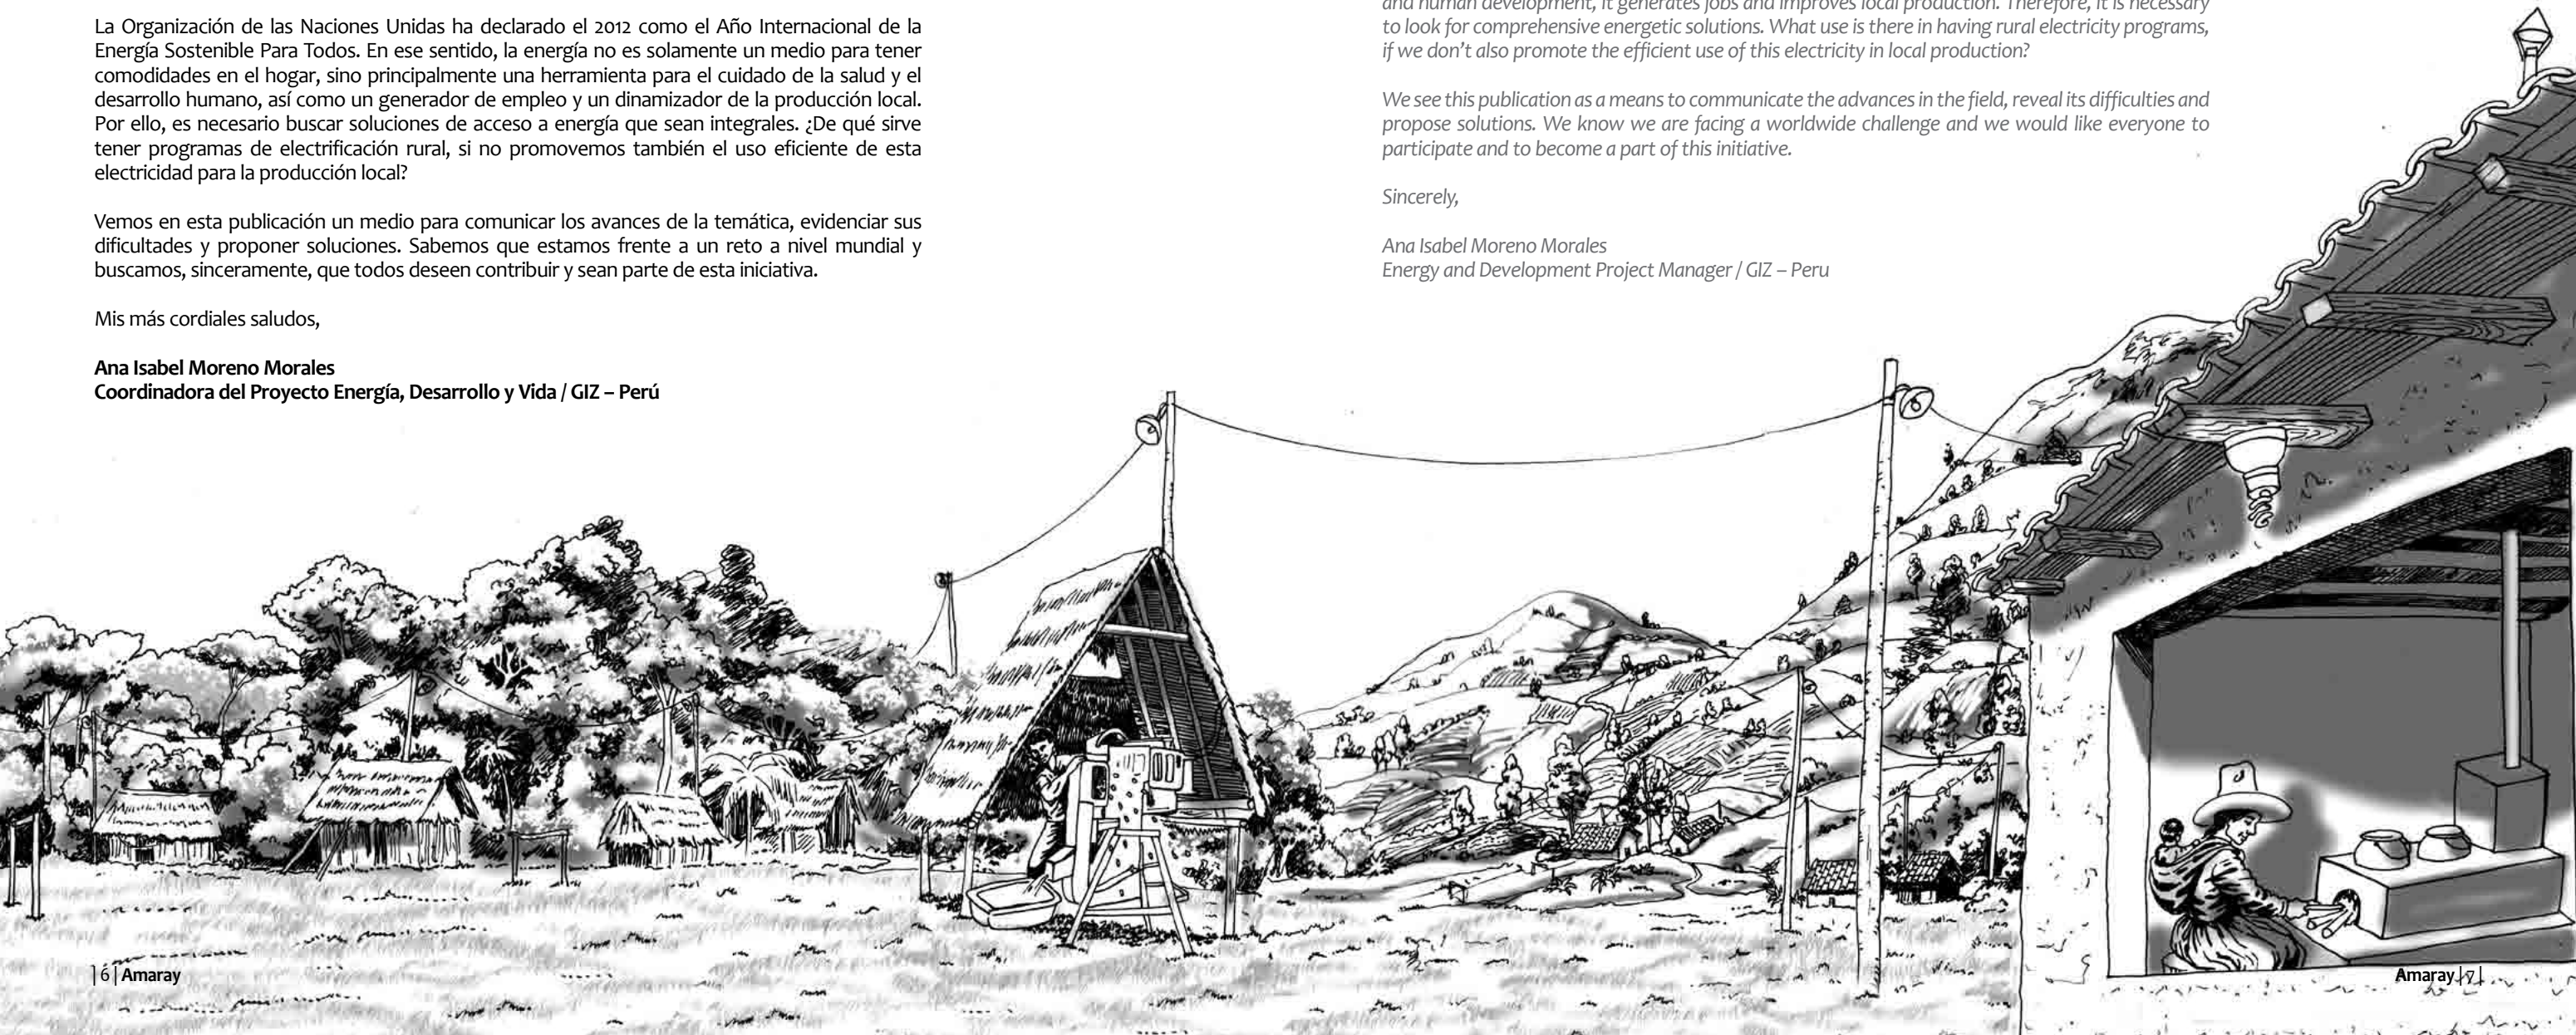 La Organización de las Naciones Unidas ha declarado el 2012 como el Año Internacional de la
Energía Sostenible Para Todos. En ese sentido, la energía no es solamente un medio para tener
comodidades en el hogar, sino principalmente una herramienta para el cuidado de la salud y el
desarrollo humano, así como un generador de empleo y un dinamizador de la producción local.
Por ello, es necesario buscar soluciones de acceso a energía que sean integrales. ¿De qué sirve
tener programas de electrificación rural, si no promovemos también el uso eficiente de esta
electricidad para la producción local?
Vemos en esta publicación un medio para comunicar los avances de la temática, evidenciar sus
dificultades y proponer soluciones. Sabemos que estamos frente a un reto a nivel mundial y
buscamos, sinceramente, que todos deseen contribuir y sean parte de esta iniciativa.
Mis más cordiales saludos,
Ana Isabel Moreno Morales
Coordinadora del Proyecto Energía, Desarrollo y Vida / GIZ – Perú
| 6 | Amaray
and human development, it generates jobs and improves local production. Therefore, it is necessary
to look for comprehensive energetic solutions. What use is there in having rural electricity programs,
if we don't also promote the efficient use of this electricity in local production?
We see this publication as a means to communicate the advances in the field, reveal its difficulties and
propose solutions. We know we are facing a worldwide challenge and we would like everyone to
participate and to become a part of this initiative.
Sincerely,
Ana Isabel Moreno Morales
Energy and Development Project Manager / GIZ – Peru
Amaray | 7 |